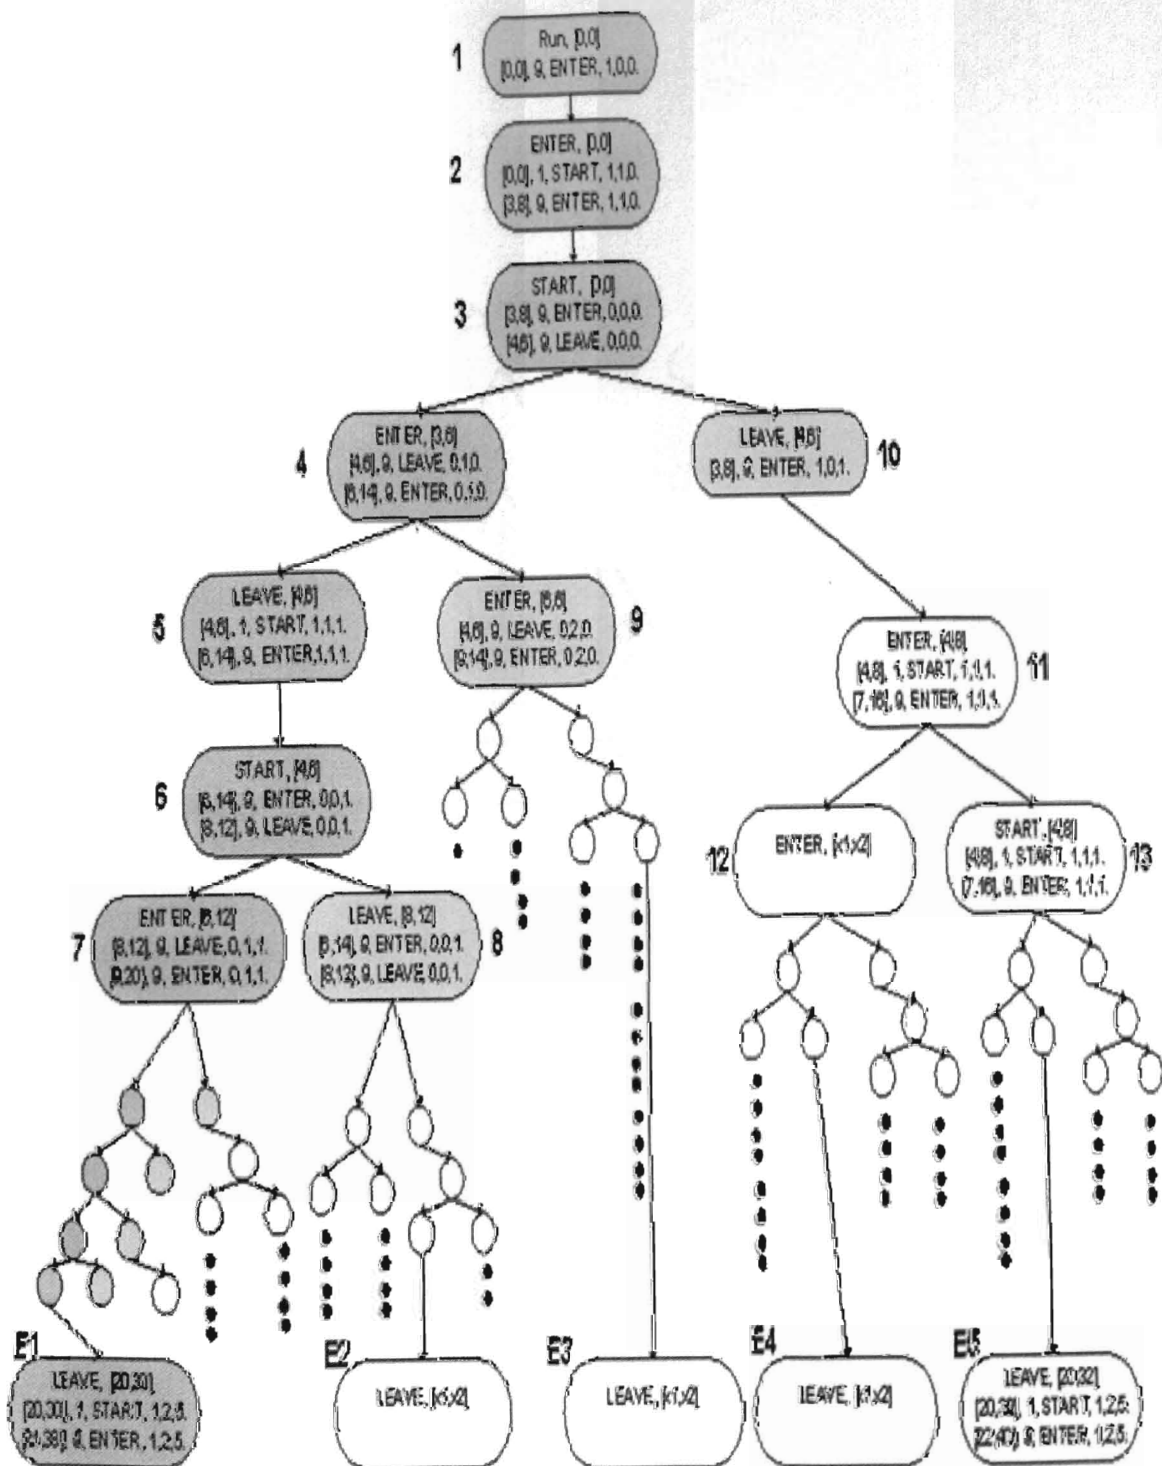 1
Run, [0,0]
[0,0], 9, ENTER, 1,0,0.
2
ENTER, [0,0]
[0,0], 1, START, 1,1,0.
[3,8], 9, ENTER, 1,1,0.
3
START, [0,0]
[3,8], 9, ENTER, 0,0,0.
[4,6], 9, LEAVE, 0,0,0.
4
ENTER, [3,6]
[4,6], 9, LEAVE, 0,1,0.
[6,14], 9, ENTER, 0,1,0.
LEAVE, [4,6]
[3,8], 9, ENTER, 1,0,1.
10
5
LEAVE, [4,6]
[4,6], 1, START, 1,1,1.
[6,14], 9, ENTER,1,1,1.
ENTER, [6,6]
[4,6], 9, LEAVE, 0,2,0.
[9,14], 9, ENTER, 0,2,0.
9
ENTER, [4,8]
[4,8], 1, START, 1,1,1.
[7,16], 9, ENTER, 1,1,1.
11
6
START, [4,6]
[6,14], 9, ENTER, 0,0,1.
[8,12], 9, LEAVE, 0,0,1.
12
ENTER, [x1,x2]
START, [4,8]
[4,8], 1, START, 1,1,1.
[7,16], 9, ENTER, 1,1,1.
13
7
ENTER, [6,12]
[8,12], 9, LEAVE, 0,1,1.
[9,20], 9, ENTER, 0,1,1.
LEAVE, [8,12]
[6,14], 9, ENTER, 0,0,1.
[8,12], 9, LEAVE, 0,0,1.
8
E1
LEAVE, [20,30]
[20,30], 1, START, 1,2,5.
[21,38], 9, ENTER, 1,2,5.
E2
LEAVE, [x1,x2]
E3
LEAVE, [x1,x2]
E4
LEAVE, [x1,x2]
E5
LEAVE, [20,32]
[20,32], 1, START, 1,2,5.
[22,40], 9, ENTER, 1,2,5.